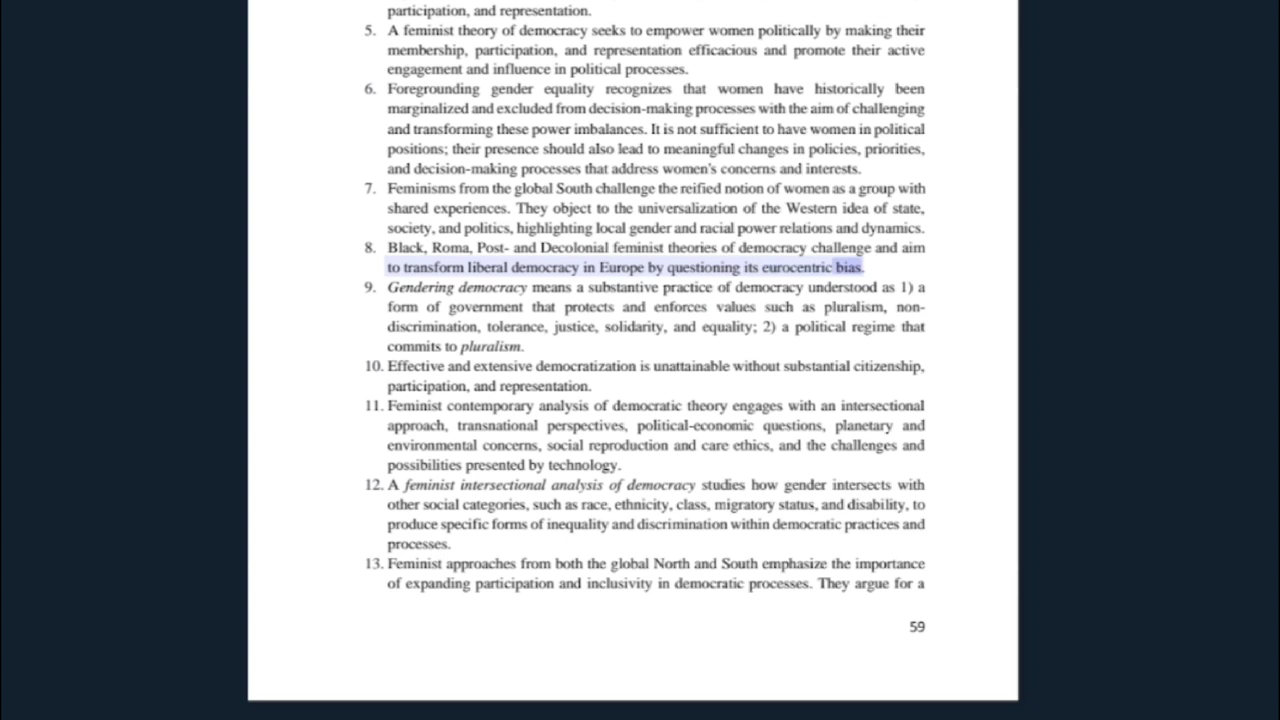 participation, and representation.
5. A feminist theory of democracy seeks to empower women politically by making their
membership, participation, and representation efficacious and promote their active
engagement and influence in political processes.
6. Foregrounding gender equality recognizes that women have historically been
marginalized and excluded from decision-making processes with the aim of challenging
and transforming these power imbalances. It is not sufficient to have women in political
positions; their presence should also lead to meaningful changes in policies, priorities,
and decision-making processes that address women's concerns and interests.
7. Feminisms from the global South challenge the reified notion of women as a group with
shared experiences. They object to the universalization of the Western idea of state,
society, and politics, highlighting local gender and racial power relations and dynamics.
8. Black, Roma, Post- and Decolonial feminist theories of democracy challenge and aim
to transform liberal democracy in Europe by questioning its eurocentric bias.
9. Gendering democracy means a substantive practice of democracy understood as 1) a
form of government that protects and enforces values such as pluralism, non-
discrimination, tolerance, justice, solidarity, and equality; 2) a political regime that
commits to pluralism.
10. Effective and extensive democratization is unattainable without substantial citizenship,
participation, and representation.
11. Feminist contemporary analysis of democratic theory engages with an intersectional
approach, transnational perspectives, political-economic questions, planetary and
environmental concerns, social reproduction and care ethics, and the challenges and
possibilities presented by technology.
12. A feminist intersectional analysis of democracy studies how gender intersects with
other social categories, such as race, ethnicity, class, migratory status, and disability, to
produce specific forms of inequality and discrimination within democratic practices and
processes.
13. Feminist approaches from both the global North and South emphasize the importance
of expanding participation and inclusivity in democratic processes. They argue for a
59